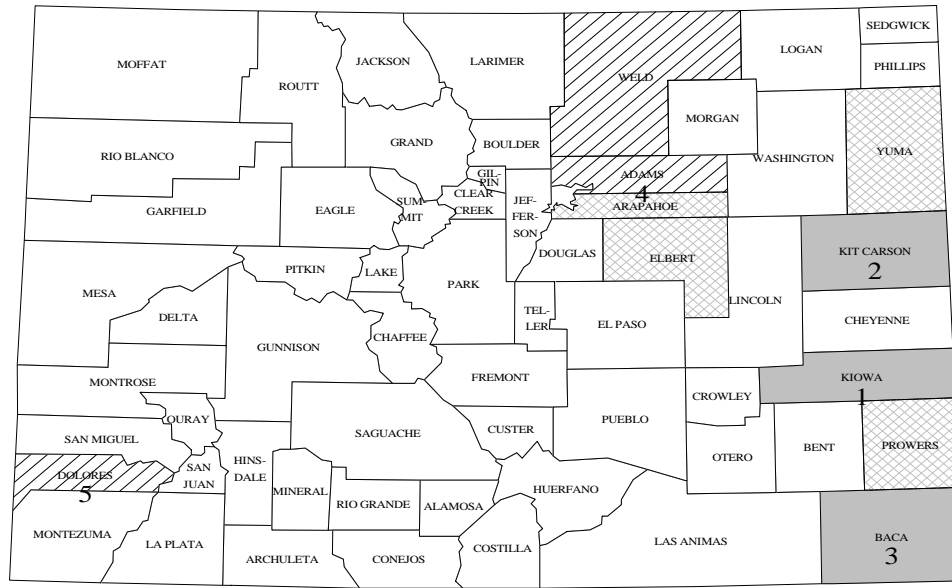 SEDGWICK
LOGAN
MOFFAT
JACKSON
LARIMER
PHILLIPS
WELD
ROUTT
MORGAN
GRAND
BOULDER
RIO BLANCO
WASHINGTON
YUMA
GIL-
PIN
ADAMS
4
CLEAR
CREEK
GARFIELD
EAGLE
SUM-
MIT
JEF-
FER-
SON
ARAPAHOE
DOUGLAS
ELBERT
KIT CARSON
2
PITKIN
LAKE
PARK
MESA
LINCOLN
DELTA
TEL-
LER
EL PASO
CHEYENNE
GUNNISON
CHAFFEE
FREMONT
KIOWA
1
MONTROSE
CROWLEY
OURAY
CUSTER
PUEBLO
SAN MIGUEL
SAGUACHE
BENT
PROWERS
OTERO
HINS-
DALE
SAN
JUAN
DOLORES
5
MINERAL
HUERFANO
RIO GRANDE
ALAMOSA
MONTEZUMA
LA PLATA
LAS ANIMAS
BACA
3
COSTILLA
ARCHULETA
CONEJOS